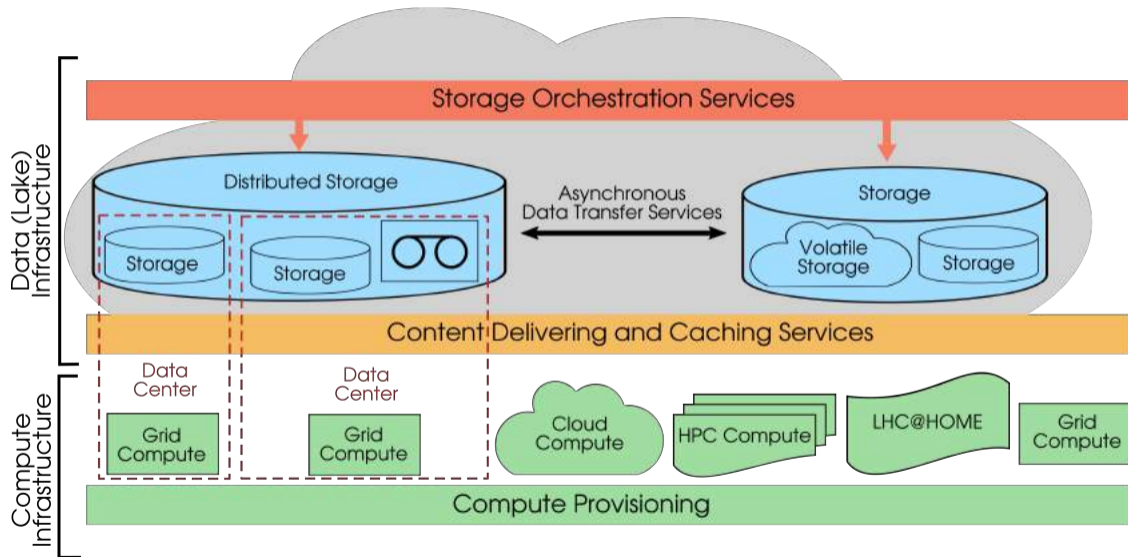 Storage Orchestration Services
Data (Lake)
Infrastructure
Distributed Storage
Storage
Storage
Asynchronous
Data Transfer Services
Storage
Volatile
Storage
Storage
Content Delivering and Caching Services
Compute
Infrastructure
Data
Center
Data
Center
Grid
Compute
Grid
Compute
Cloud
Compute
HPC Compute
LHC@HOME
Grid
Compute
Compute Provisioning